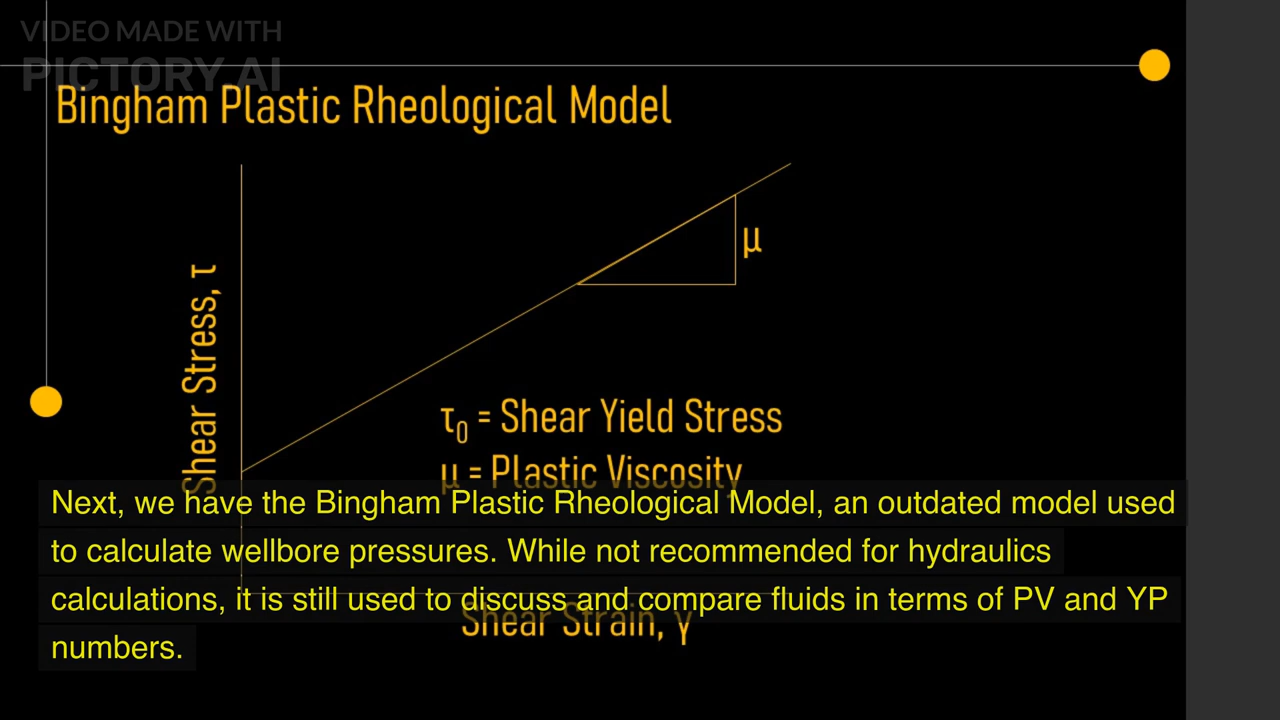 VIDEO MADE WITH
PICTORY.AI
Bingham Plastic Rheological Model
μ
Shear Stress, τ
τ₀ = Shear Yield Stress
μ = Plastic Viscosity
Next, we have the Bingham Plastic Rheological Model, an outdated model used
to calculate wellbore pressures. While not recommended for hydraulics
calculations, it is still used to discuss and compare fluids in terms of PV and YP
numbers.
Shear Strain, γ